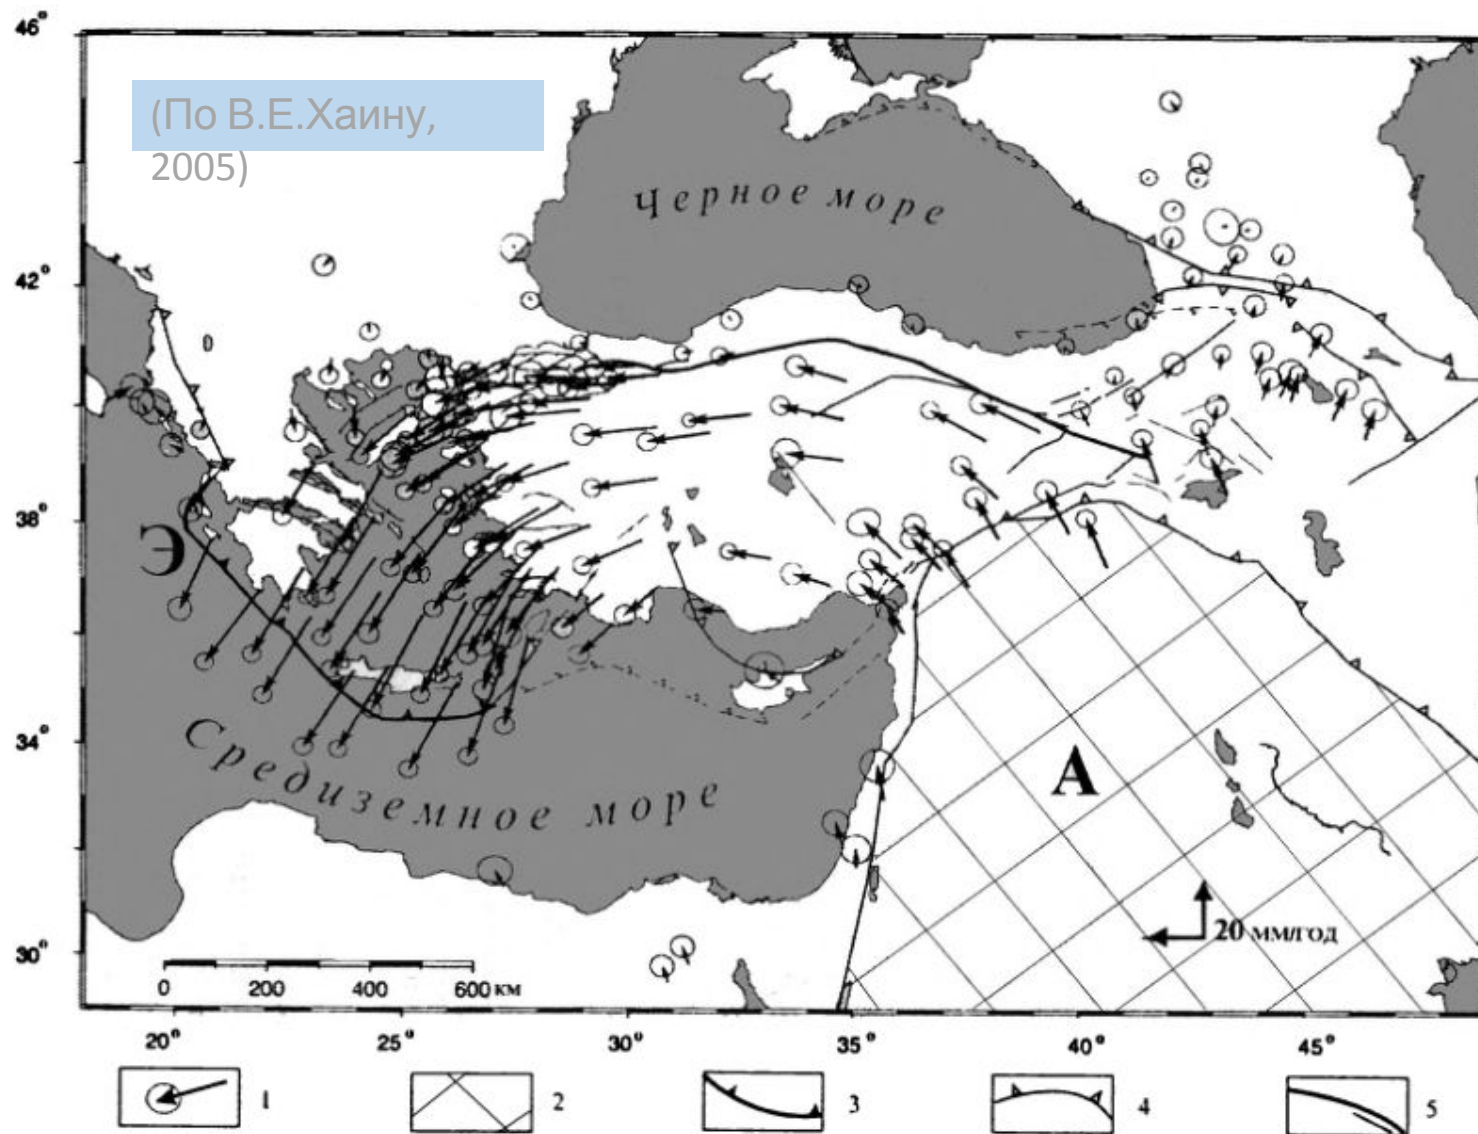 46°
(По В.Е.Хаину,
2005)
Черное море
42°
38°
Э
34°
Средиземное море
А
20 мм/год
30°
0 200 400 600 км
20° 25° 30° 35° 40° 45°
1 2 3 4 5